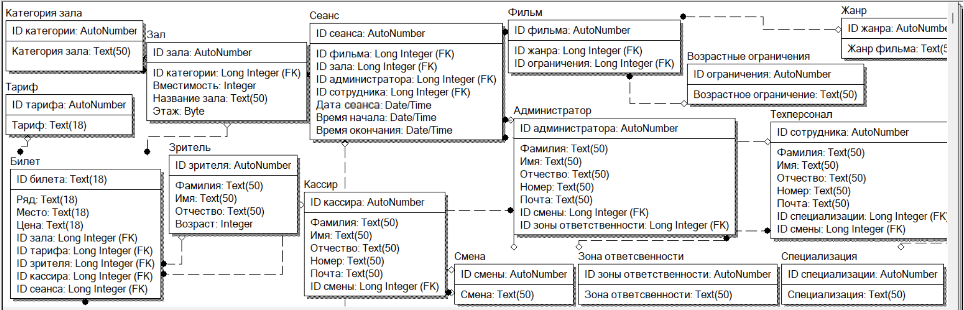 Категория зала
ID категории: AutoNumber
Категория зала: Text(50)
Зал
ID зала: AutoNumber
ID категории: Long Integer (FK)
Вместимость: Integer
Название зала: Text(50)
Этаж: Byte
Сеанс
ID сеанса: AutoNumber
ID фильма: Long Integer (FK)
ID зала: Long Integer (FK)
ID администратора: Long Integer (FK)
ID сотрудника: Long Integer (FK)
Дата сеанса: Date/Time
Время начала: Date/Time
Время окончания: Date/Time
Фильм
ID фильма: AutoNumber
ID жанра: Long Integer (FK)
ID ограничения: Long Integer (FK)
Жанр
ID жанра: AutoNumber
Жанр фильма: Text(5
Возрастные ограничения
ID ограничения: AutoNumber
Возрастное ограничение: Text(50)
Тариф
ID тарифа: AutoNumber
Тариф: Text(18)
Билет
ID билета: Text(18)
Ряд: Text(18)
Место: Text(18)
Цена: Text(18)
ID зала: Long Integer (FK)
ID тарифа: Long Integer (FK)
ID зрителя: Long Integer (FK)
ID кассира: Long Integer (FK)
ID сеанса: Long Integer (FK)
Зритель
ID зрителя: AutoNumber
Фамилия: Text(50)
Имя: Text(50)
Отчество: Text(50)
Возраст: Integer
Кассир
ID кассира: AutoNumber
Фамилия: Text(50)
Имя: Text(50)
Отчество: Text(50)
Номер: Text(50)
Почта: Text(50)
ID смены: Long Integer (FK)
Администратор
ID администратора: AutoNumber
Фамилия: Text(50)
Имя: Text(50)
Отчество: Text(50)
Номер: Text(50)
Почта: Text(50)
ID смены: Long Integer (FK)
ID зоны ответственности: Long Integer (FK)
Техперсонал
ID сотрудника: AutoNumber
Фамилия: Text(50)
Имя: Text(50)
Отчество: Text(50)
Номер: Text(50)
Почта: Text(50)
ID специализации: Long Integer (FK)
ID смены: Long Integer (FK)
Смена
ID смены: AutoNumber
Смена: Text(50)
Зона ответсвенности
ID зоны ответственности: AutoNumber
Зона ответсвенности: Text(50)
Специализация
ID специализации: AutoNumber
Специализация: Text(50)